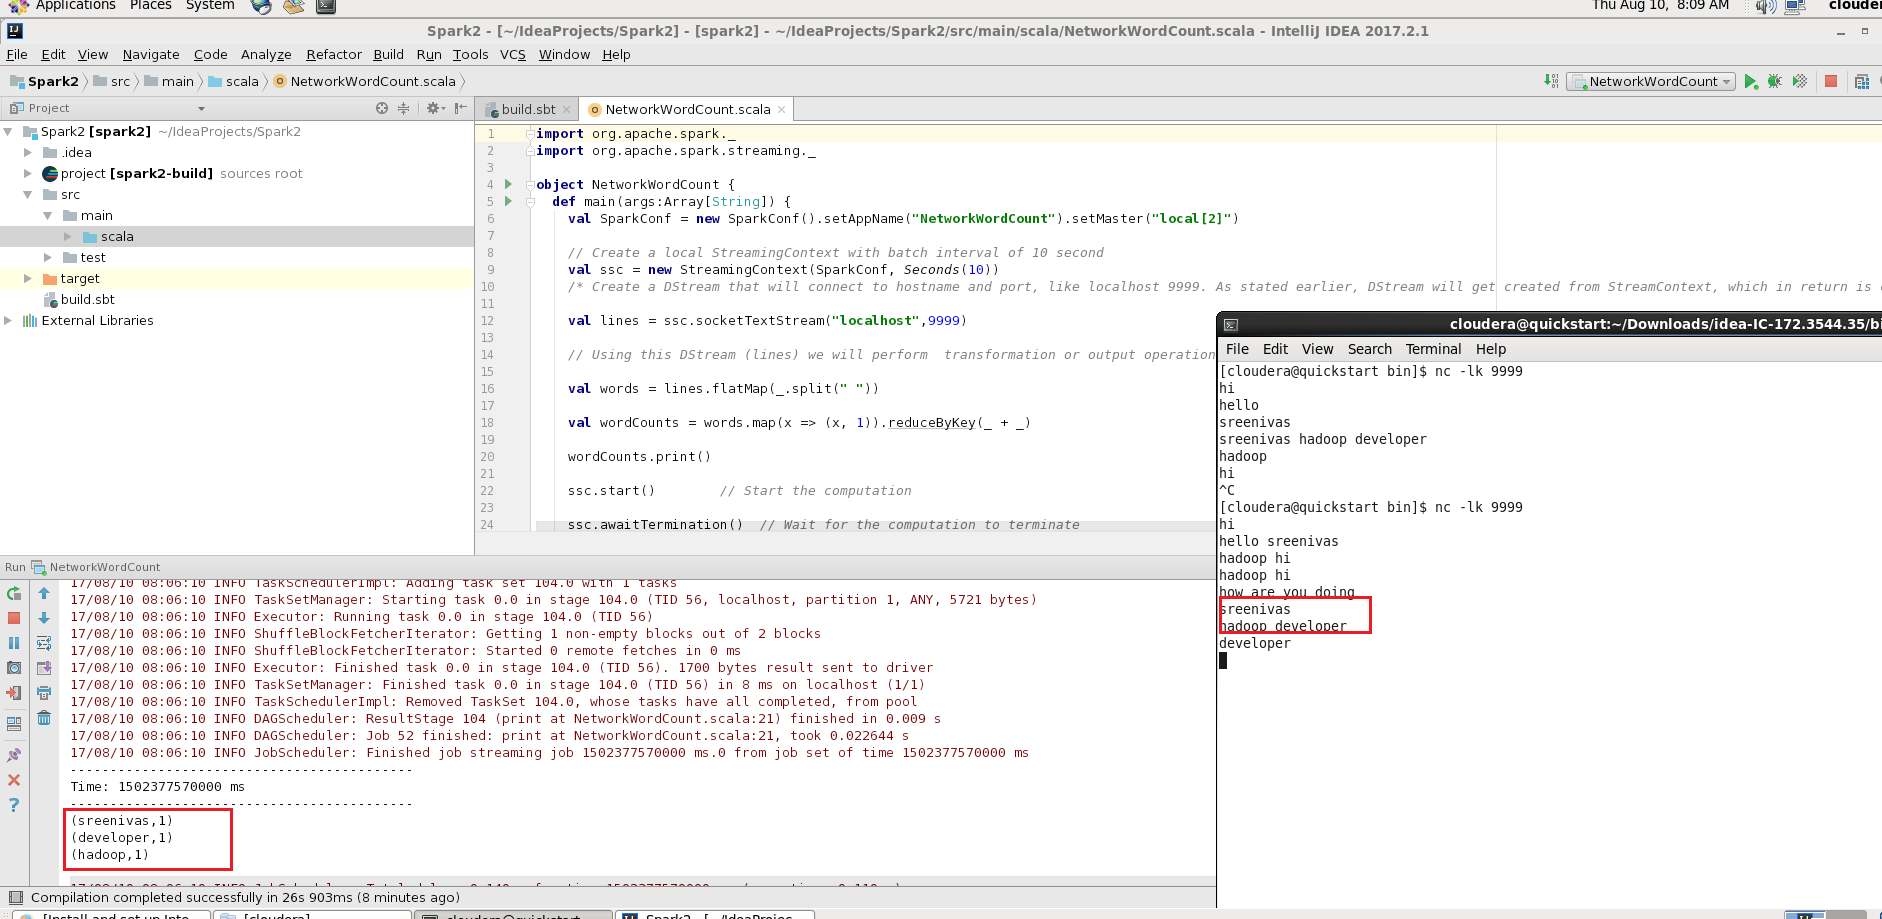 Applications Places System
Thu Aug 10, 8:09 AM
clouder
Spark2 - [~/IdeaProjects/Spark2] - [spark2] - ~/IdeaProjects/Spark2/src/main/scala/NetworkWordCount.scala - IntelliJ IDEA 2017.2.1
File Edit View Navigate Code Analyze Refactor Build Run Tools VCS Window Help
Spark2 src main scala NetworkWordCount.scala
NetworkWordCount
Project
build.sbt
NetworkWordCount.scala
Spark2 [spark2] ~/IdeaProjects/Spark2
.idea
project [spark2-build] sources root
src
main
scala
test
target
build.sbt
External Libraries
1 import org.apache.spark._
2 import org.apache.spark.streaming._
3
4 object NetworkWordCount {
5 def main(args:Array[String]) {
6 val SparkConf = new SparkConf().setAppName("NetworkWordCount").setMaster("local[2]")
7
8 // Create a local StreamingContext with batch interval of 10 second
9 val ssc = new StreamingContext(SparkConf, Seconds(10))
10 /* Create a DStream that will connect to hostname and port, like localhost 9999. As stated earlier, DStream will get created from StreamContext, which in return is
11
12 val lines = ssc.socketTextStream("localhost",9999)
13
14 // Using this DStream (lines) we will perform transformation or output operation
15
16 val words = lines.flatMap(_.split(" "))
17
18 val wordCounts = words.map(x => (x, 1)).reduceByKey(_ + _)
19
20 wordCounts.print()
21
22 ssc.start() // Start the computation
23
24 ssc.awaitTermination() // Wait for the computation to terminate
cloudera@quickstart:~/Downloads/idea-IC-172.3544.35/bi
File Edit View Search Terminal Help
[cloudera@quickstart bin]$ nc -lk 9999
hi
hello
sreenivas
sreenivas hadoop developer
hadoop
hi
^C
[cloudera@quickstart bin]$ nc -lk 9999
hi
hello sreenivas
hadoop hi
hadoop hi
how are you doing
sreenivas
hadoop developer
developer
Run NetworkWordCount
17/08/10 08:06:10 INFO TaskSchedulerImpl: Adding task set 104.0 with 1 tasks
17/08/10 08:06:10 INFO TaskSetManager: Starting task 0.0 in stage 104.0 (TID 56, localhost, partition 1, ANY, 5721 bytes)
17/08/10 08:06:10 INFO Executor: Running task 0.0 in stage 104.0 (TID 56)
17/08/10 08:06:10 INFO ShuffleBlockFetcherIterator: Getting 1 non-empty blocks out of 2 blocks
17/08/10 08:06:10 INFO ShuffleBlockFetcherIterator: Started 0 remote fetches in 0 ms
17/08/10 08:06:10 INFO Executor: Finished task 0.0 in stage 104.0 (TID 56). 1700 bytes result sent to driver
17/08/10 08:06:10 INFO TaskSetManager: Finished task 0.0 in stage 104.0 (TID 56) in 8 ms on localhost (1/1)
17/08/10 08:06:10 INFO TaskSchedulerImpl: Removed TaskSet 104.0, whose tasks have all completed, from pool
17/08/10 08:06:10 INFO DAGScheduler: ResultStage 104 (print at NetworkWordCount.scala:21) finished in 0.009 s
17/08/10 08:06:10 INFO DAGScheduler: Job 52 finished: print at NetworkWordCount.scala:21, took 0.022644 s
17/08/10 08:06:10 INFO JobScheduler: Finished job streaming job 1502377570000 ms.0 from job set of time 1502377570000 ms
-------------------------------------------
Time: 1502377570000 ms
-------------------------------------------
(sreenivas,1)
(developer,1)
(hadoop,1)
Compilation completed successfully in 26s 903ms (8 minutes ago)
[Install and set up Inte
[cloudera]
cloudera@quickstart
Spark2 - [~/IdeaProjec